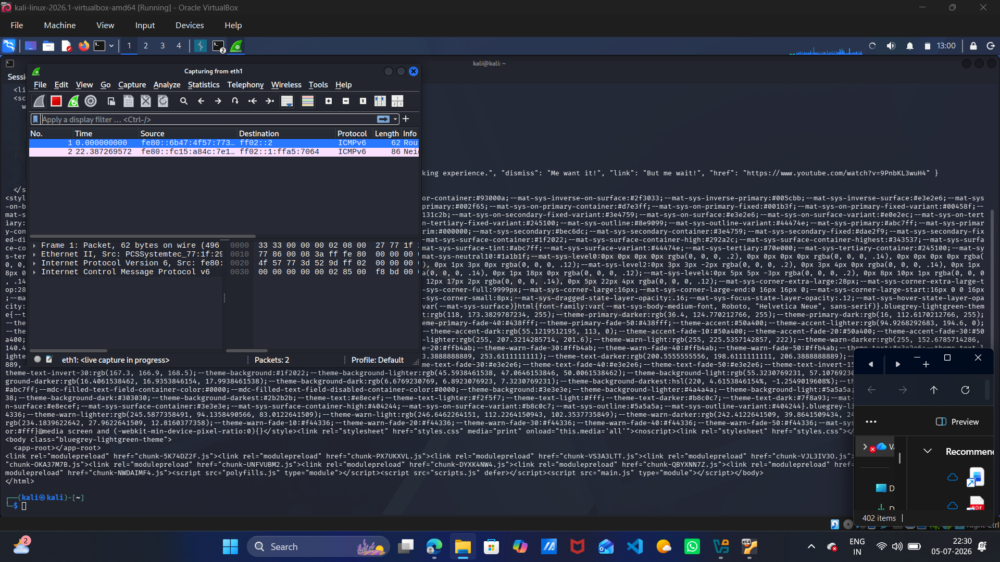 kali-linux-2026.1-virtualbox-amd64 [Running] - Oracle VirtualBox
File Machine View Input Devices Help
1 2 3 4
2
13:00
kali@kali: ~
Capturing from eth1
File Edit View Go Capture Analyze Statistics Telephony Wireless Tools Help
Apply a display filter ... <Ctrl-/>
No. Time Source Destination Protocol Length Info
1 0.000000000 fe80::6b47:4f57:773… ff02::2 ICMPv6 62 Rou
2 22.387269572 fe80::fc15:a84c:7e1… ff02::1:ffa5:7064 ICMPv6 86 Nei
Frame 1: Packet, 62 bytes on wire (496
Ethernet II, Src: PCSSystemtec_77:1f:29
Internet Protocol Version 6, Src: fe80:
Internet Control Message Protocol v6
0000 33 33 00 00 00 02 08 00 27 77 1f
0010 77 86 00 08 3a ff fe 80 00 00 00
0020 4f 57 77 3d 52 9d ff 02 00 00 00
0030 00 00 00 00 00 02 85 00 f8 bd 00
eth1: <live capture in progress> Packets: 2 Profile: Default
king experience.", "dismiss": "Me want it!", "link": "But me wait!", "href": "https://www.youtube.com/watch?v=9PnbKL3wuH4" }
or-container:#93000a;--mat-sys-inverse-on-surface:#2f3033;--mat-sys-inverse-primary:#005cbb;--mat-sys-inverse-surface:#e3e2e6;--mat-sys
primary:#002f65;--mat-sys-on-primary-container:#d7e3ff;--mat-sys-on-primary-fixed:#001b3f;--mat-sys-on-primary-fixed-variant:#00458f;--
131c2b;--mat-sys-on-secondary-fixed-variant:#3e4759;--mat-sys-on-surface:#e3e2e6;--mat-sys-on-surface-variant:#e0e2ec;--mat-sys-on-tert
n-tertiary-fixed-variant:#245100;--mat-sys-outline:#8e9099;--mat-sys-outline-variant:#44474e;--mat-sys-primary:#abc7ff;--mat-sys-primar
rim:#000000;--mat-sys-secondary:#bec6dc;--mat-sys-secondary-container:#3e4759;--mat-sys-secondary-fixed:#dae2f9;--mat-sys-secondary-fix
-mat-sys-surface-container:#1f2022;--mat-sys-surface-container-high:#292a2c;--mat-sys-surface-container-highest:#343537;--mat-sys-surfa
mat-sys-surface-tint:#abc7ff;--mat-sys-surface-variant:#44474e;--mat-sys-tertiary:#70e000;--mat-sys-tertiary-container:#245100;--mat-sy
mat-sys-neutral10:#1a1b1f;--mat-sys-level0:0px 0px 0px 0px rgba(0, 0, 0, .2), 0px 0px 0px 0px rgba(0, 0, 0, .14), 0px 0px 0px 0px rgba(
), 0px 1px 3px 0px rgba(0, 0, 0, .12);--mat-sys-level2:0px 3px 3px -2px rgba(0, 0, 0, .2), 0px 3px 4px 0px rgba(0, 0, 0, .14), 0px 1px
a(0, 0, 0, .14), 0px 1px 18px 0px rgba(0, 0, 0, .12);--mat-sys-level4:0px 5px 5px -3px rgba(0, 0, 0, .2), 0px 8px 10px 1px rgba(0, 0, 0
12px 17px 2px rgba(0, 0, 0, .14), 0px 5px 22px 4px rgba(0, 0, 0, .12);--mat-sys-corner-extra-large:28px;--mat-sys-corner-extra-large-t
-sys-corner-full:9999px;--mat-sys-corner-large:16px;--mat-sys-corner-large-end:0 16px 16px 0;--mat-sys-corner-large-start:16px 0 0 16px
-sys-corner-small:8px;--mat-sys-dragged-state-layer-opacity:.16;--mat-sys-focus-state-layer-opacity:.12;--mat-sys-hover-state-layer-opa
var(--mat-sys-surface)}html{font-family:var(--mat-sys-body-medium-font, Roboto, "Helvetica Neue", sans-serif)}.bluegrey-lightgreen-them
t:rgb(118, 173.3829787234, 255);--theme-primary-darker:rgb(36.4, 124.770212766, 255);--theme-primary-dark:rgb(16, 112.6170212766, 255);
eme-primary-fade-40:#438fff;--theme-primary-fade-50:#438fff;--theme-accent:#50a400;--theme-accent-lighter:rgb(94.9268292683, 194.6, 0);
--theme-accent-dark:rgb(55.1219512195, 113, 0);--theme-accent-fade-10:#50a400;--theme-accent-fade-20:#50a400;--theme-accent-fade-30:#50
-lighter:rgb(255, 207.3214285714, 201.6);--theme-warn-light:rgb(255, 225.5357142857, 222);--theme-warn-darker:rgb(255, 152.6785714286,
e-20:#ffb4ab;--theme-warn-fade-30:#ffb4ab;--theme-warn-fade-40:#ffb4ab;--theme-warn-fade-50:#ffb4ab;--theme-text:#e3e2e6;--theme-text-l
3.3888888889, 253.6111111111);--theme-text-darker:rgb(200.5555555556, 198.6111111111, 206.3888888889);--
me-text-fade-30:#e3e2e6;--theme-text-fade-40:#e3e2e6;--theme-text-fade-50:#e3e2e6;--theme-text-invert-1
theme-text-invert-30:rgb(167.3, 166.9, 168.5);--theme-background:#1f2022;--theme-background-lighter:rgb(45.5938461538, 47.0646153846, 50.0061538462);--theme-background-light:rgb(55.3230769231, 57.10769230
ground-darker:rgb(16.4061538462, 16.9353846154, 17.9938461538);--theme-background-dark:rgb(6.6769230769, 6.8923076923, 7.3230769231);--theme-background-darkest:hsl(220, 4.6153846154%, -1.2549019608%);--t
#abc7ff;--mdc-filled-text-field-container-color:#0000;--mdc-filled-text-field-disabled-container-color:#0000;--theme-background:#3e3e3e;--theme-background-lighter:#4a4a4a;--theme-background-light:#5a5a5a;
38;--theme-background-dark:#303030;--theme-background-darkest:#2b2b2b;--theme-text:#e8ecef;--theme-text-lighter:#f2f5f7;--theme-text-light:#fff;--theme-text-darker:#b8c0c7;--theme-text-dark:#7f8a93;--mat
n-surface:#e8ecef;--mat-sys-surface-container:#3e3e3e;--mat-sys-surface-container-high:#404244;--mat-sys-on-surface-variant:#b8c0c7;--mat-sys-outline:#5a5a5a;--mat-sys-outline-variant:#404244}.bluegrey-li
4336;--theme-warn-lighter:rgb(245.5877358491, 94.1358490566, 83.0122641509);--theme-warn-light:rgb(246.6462264151, 112.2264150943, 102.3537735849);--theme-warn-darker:rgb(242.4122641509, 39.8641509434, 24
rgb(234.1839622642, 27.9622641509, 12.8160377358);--theme-warn-fade-10:#f44336;--theme-warn-fade-20:#f44336;--theme-warn-fade-30:#f44336;--theme-warn-fade-40:#f44336;--theme-warn-fade-50:#f44336;--mat-sys
or:#fff}@media screen and (-webkit-min-device-pixel-ratio:0){}</style><link rel="stylesheet" href="styles.css" media="print" onload="this.media='all'"><noscript><link rel="stylesheet" href="styles.css"></
<body class="bluegrey-lightgreen-theme">
<app-root></app-root>
<link rel="modulepreload" href="chunk-5K74DZ2F.js"><link rel="modulepreload" href="chunk-PX7UKXVL.js"><link rel="modulepreload" href="chunk-VS3A3LTT.js"><link rel="modulepreload" href="chunk-VJL3IV3O.js">
"chunk-OKA37M7B.js"><link rel="modulepreload" href="chunk-UNFVUBM2.js"><link rel="modulepreload" href="chunk-DYXK4NW4.js"><link rel="modulepreload" href="chunk-QBYXNN7Z.js"><link rel="modulepreload" href=
modulepreload" href="chunk-NWDAIMF4.js"><script src="polyfills.js" type="module"></script><script src="scripts.js" defer></script><script src="main.js" type="module"></script></body>
</html>
┌──(kali㉿kali)-[~]
└─$
Preview
Recommen
402 items
Search
ENG
IN
22:30
05-07-2026